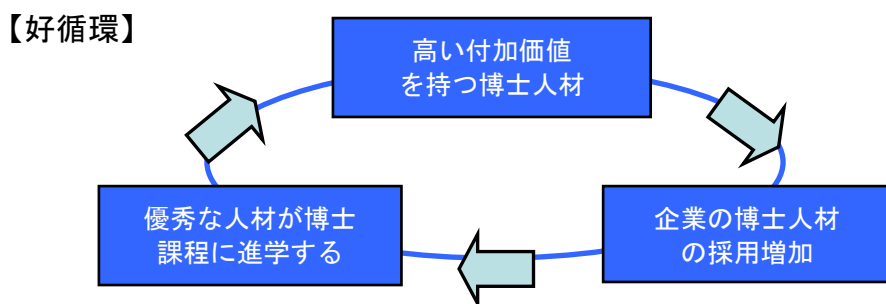 【好循環】
高い付加価値
を持つ博士人材
優秀な人材が博士
課程に進学する
企業の博士人材
の採用増加